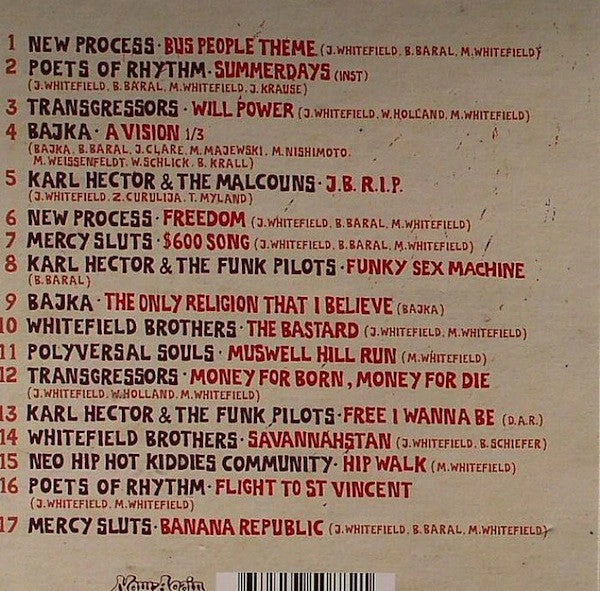 1 NEW PROCESS · BUS PEOPLE THEME (J.WHITEFIELD, B.BARAL, M.WHITEFIELD)
2 POETS OF RHYTHM · SUMMERDAYS (INST)
(J.WHITEFIELD, B.BARAL, M.WHITEFIELD, J.KRAUSE)
3 TRANSGRESSORS · WILL POWER (J.WHITEFIELD, W.HOLLAND, M.WHITEFIELD)
4 BAJKA · A VISION 1/3
(BAJKA, B.BARAL, J.CLARE, M.MAJEWSKI, M.NISHIMOTO,
M.WEISSENFELDT, W.SCHLICK, B.KRALL)
5 KARL HECTOR & THE MALCOUNS · J.B. R.I.P.
(J.WHITEFIELD, Z.CURULIJA, T.MYLAND)
6 NEW PROCESS · FREEDOM (J.WHITEFIELD, B.BARAL, M.WHITEFIELD)
7 MERCY SLUTS · $600 SONG (J.WHITEFIELD, B.BARAL, M.WHITEFIELD)
8 KARL HECTOR & THE FUNK PILOTS · FUNKY SEX MACHINE
(B.BARAL)
9 BAJKA · THE ONLY RELIGION THAT I BELIEVE (BAJKA)
10 WHITEFIELD BROTHERS · THE BASTARD (J.WHITEFIELD, M.WHITEFIELD)
11 POLYVERSAL SOULS · MUSWELL HILL RUN (M.WHITEFIELD)
12 TRANSGRESSORS · MONEY FOR BORN, MONEY FOR DIE
(J.WHITEFIELD, W.HOLLAND, M.WHITEFIELD)
13 KARL HECTOR & THE FUNK PILOTS · FREE I WANNA BE (D.A.R.)
14 WHITEFIELD BROTHERS · SAVANNAHSTAN (J.WHITEFIELD, B.SCHIEFER)
15 NEO HIP HOT KIDDIES COMMUNITY · HIP WALK (M.WHITEFIELD)
16 POETS OF RHYTHM · FLIGHT TO ST VINCENT
(J.WHITEFIELD, M.WHITEFIELD)
17 MERCY SLUTS · BANANA REPUBLIC (J.WHITEFIELD, B.BARAL, M.WHITEFIELD)